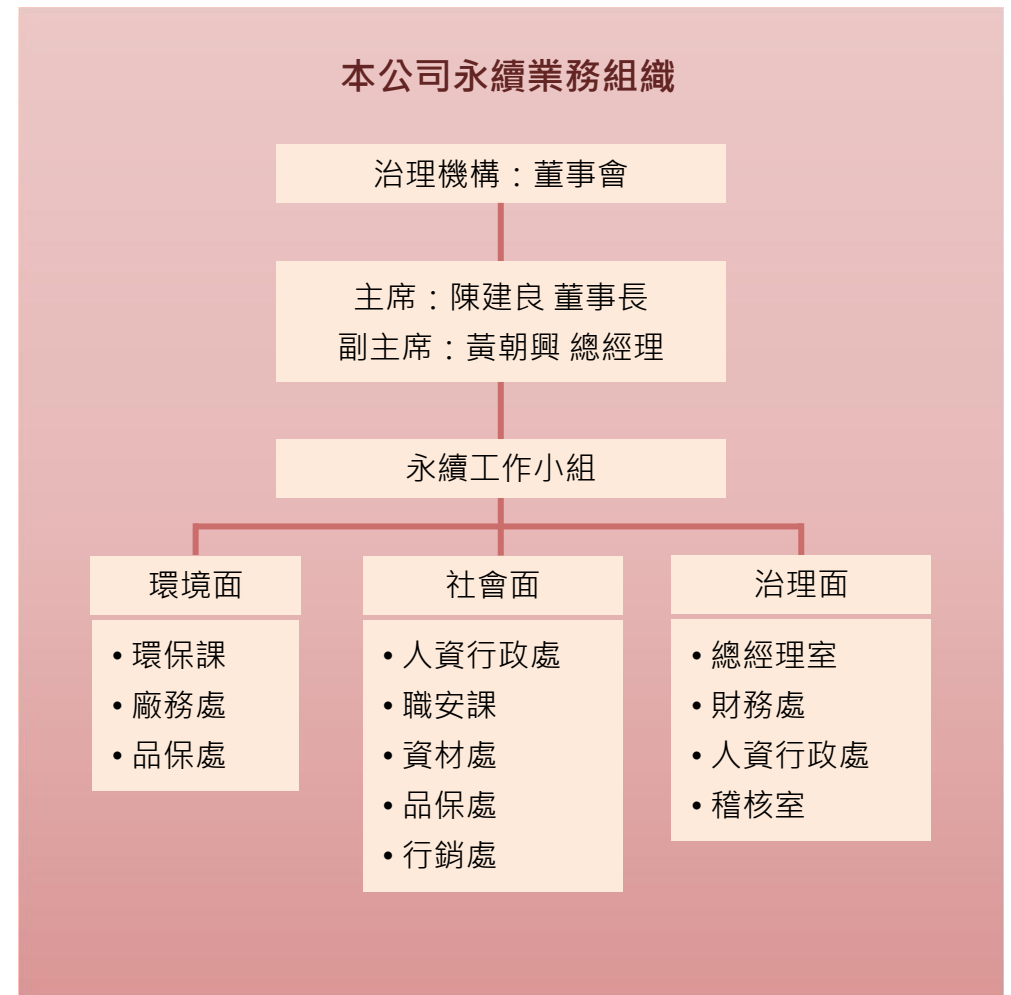 本公司永續業務組織
治理機構：董事會
主席：陳建良 董事長
副主席：黃朝興 總經理
永續工作小組
環境面
• 環保課
• 廠務處
• 品保處
社會面
• 人資行政處
• 職安課
• 資材處
• 品保處
• 行銷處
治理面
• 總經理室
• 財務處
• 人資行政處
• 稽核室